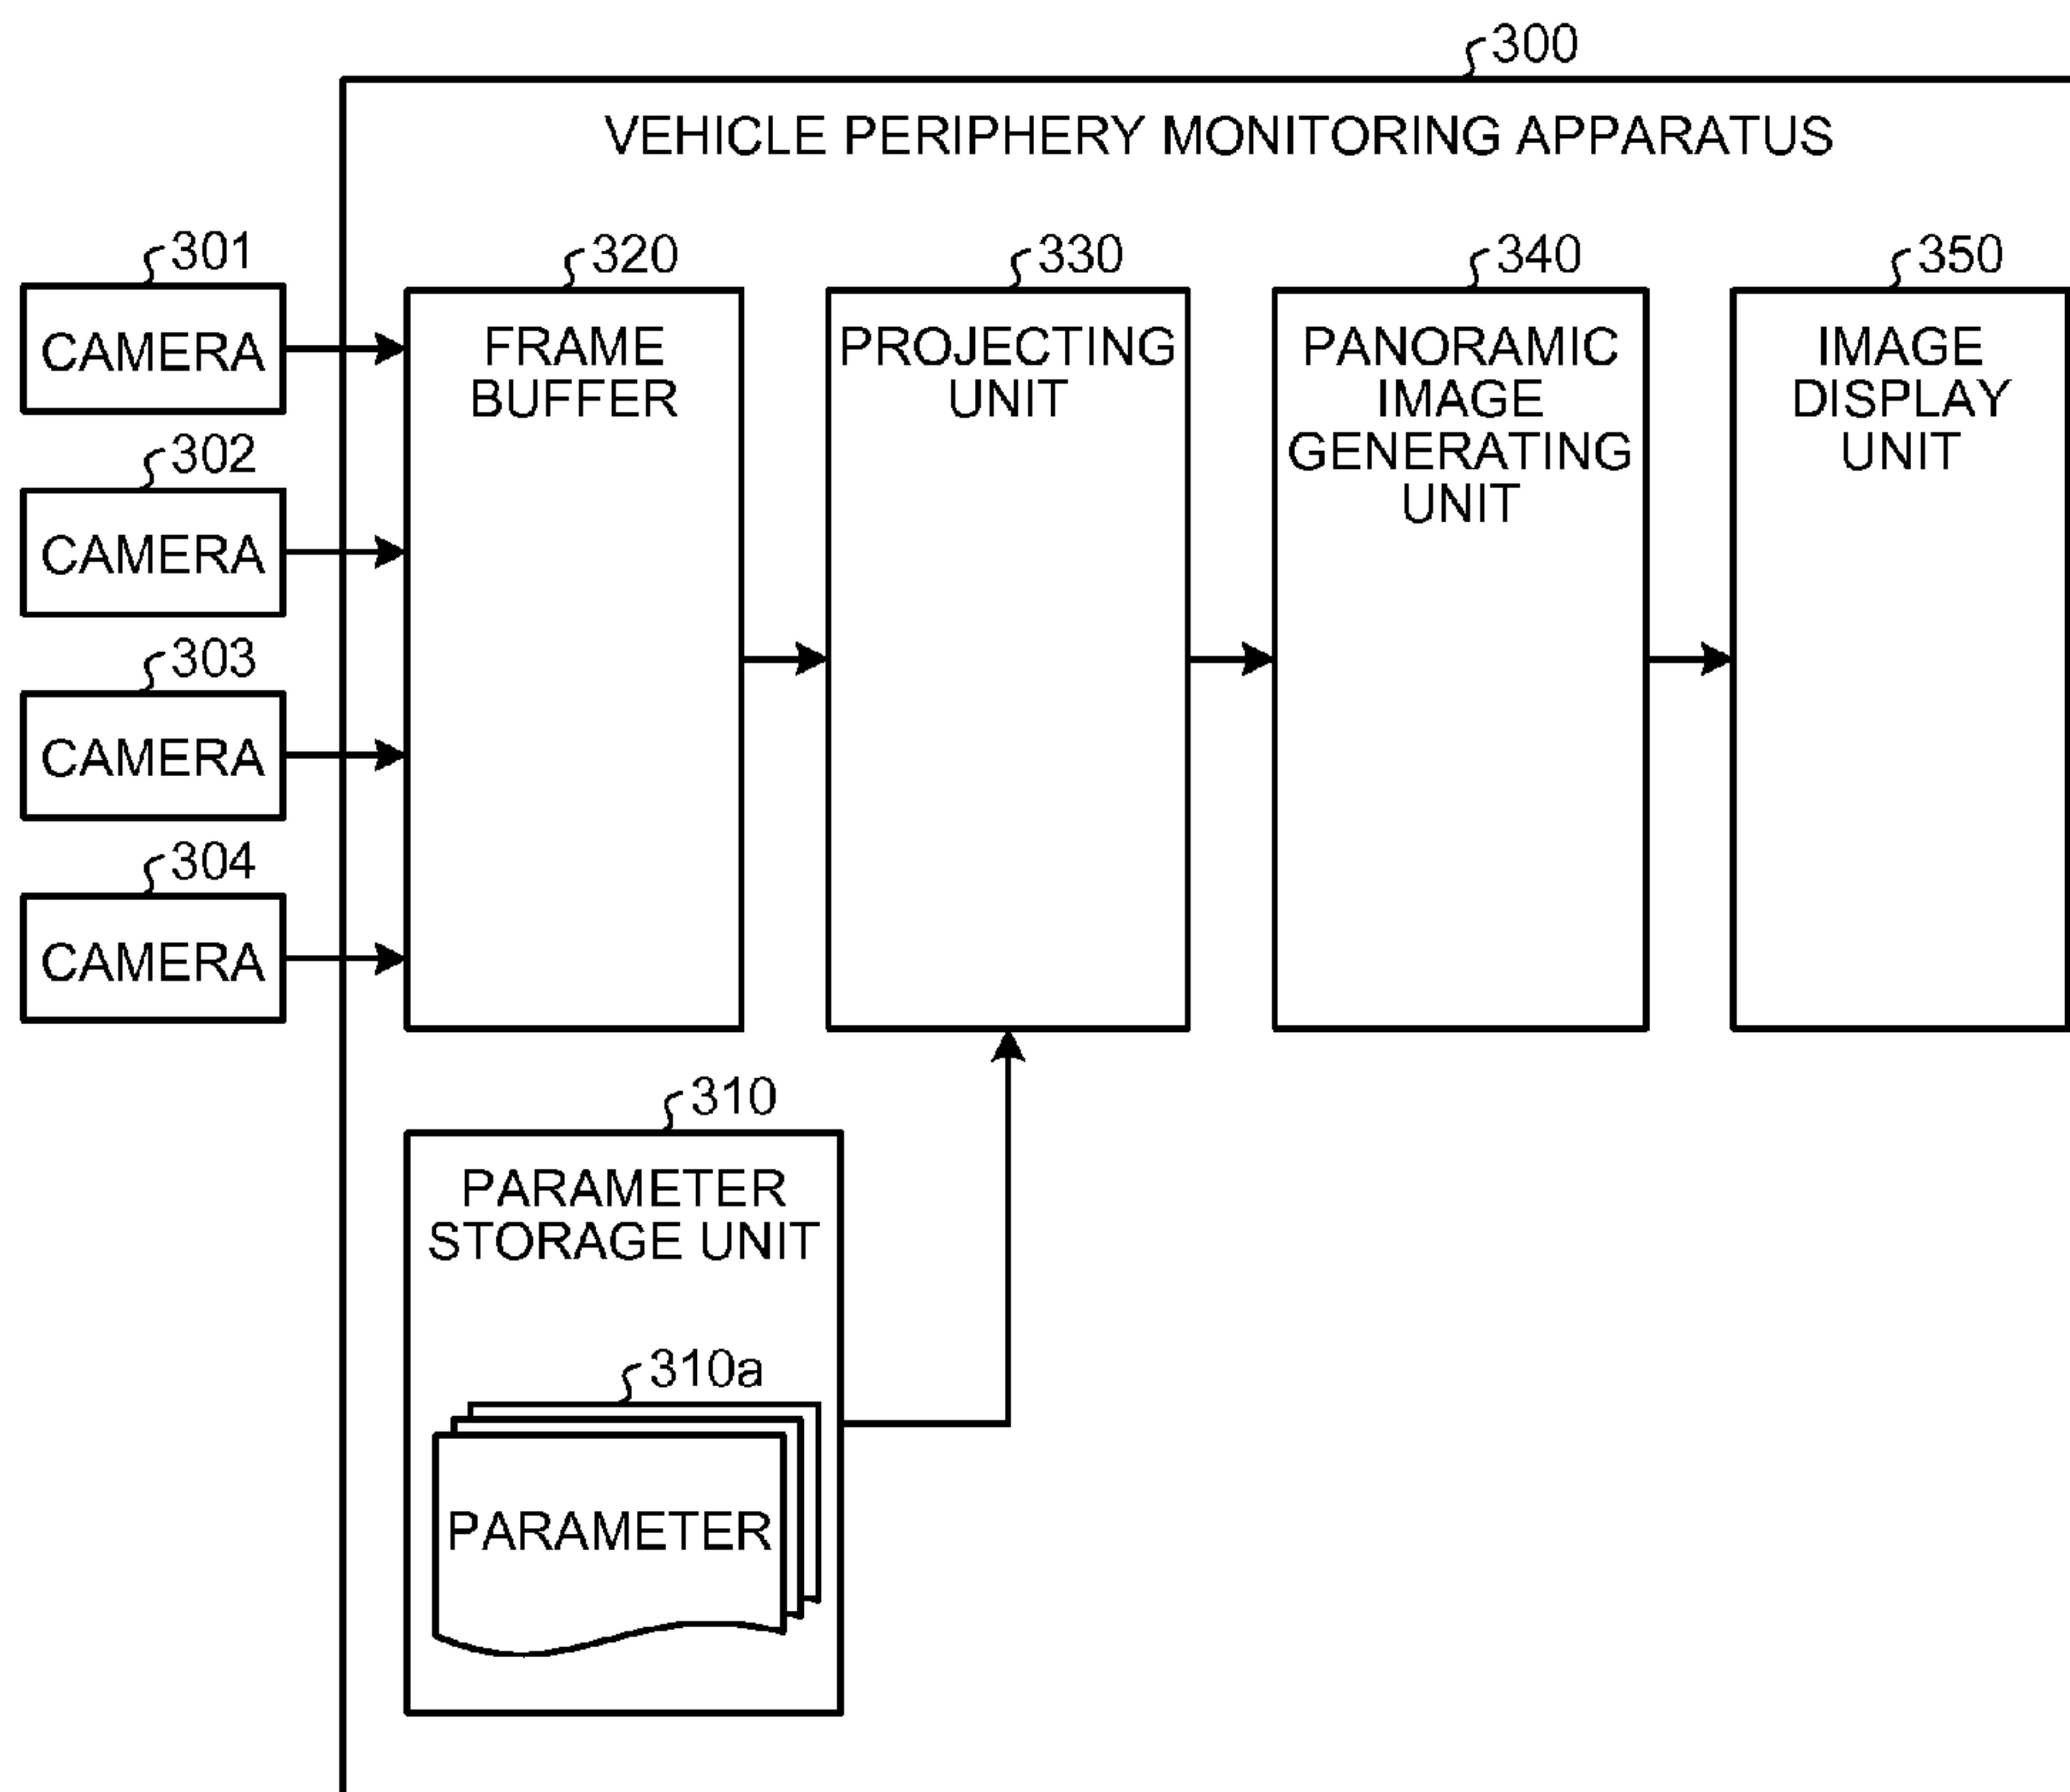 300
VEHICLE PERIPHERY MONITORING APPARATUS
301
CAMERA
302
CAMERA
303
CAMERA
304
CAMERA
320
FRAME
BUFFER
330
PROJECTING
UNIT
340
PANORAMIC
IMAGE
GENERATING
UNIT
350
IMAGE
DISPLAY
UNIT
310
PARAMETER
STORAGE UNIT
310a
PARAMETER